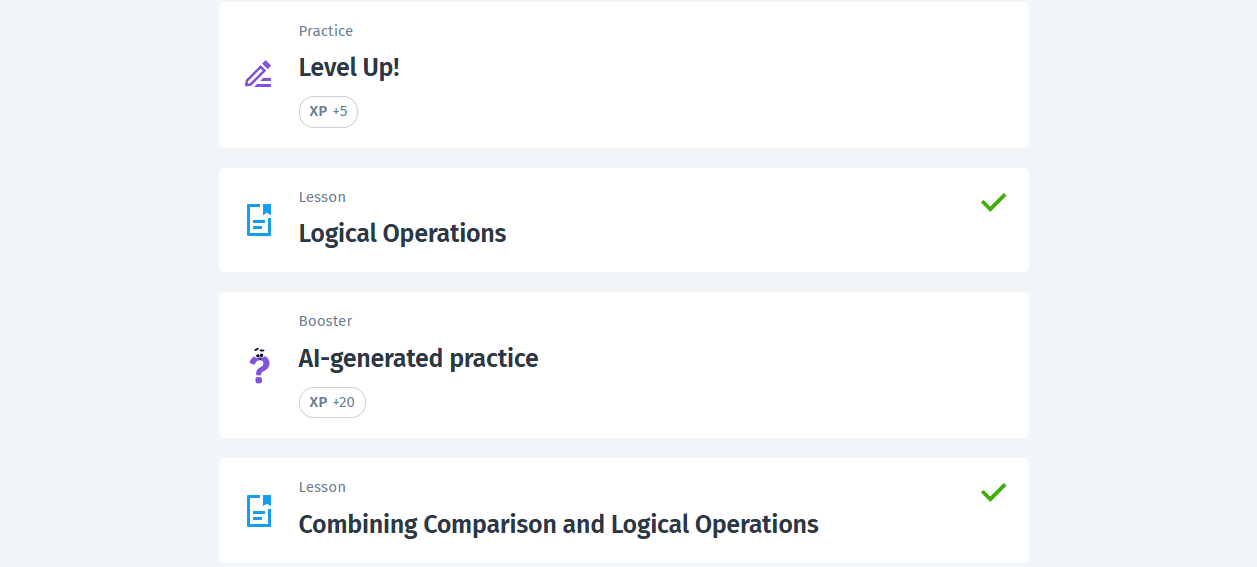 Practice
Level Up!
XP +5
Lesson
Logical Operations
Booster
AI-generated practice
XP +20
Lesson
Combining Comparison and Logical Operations